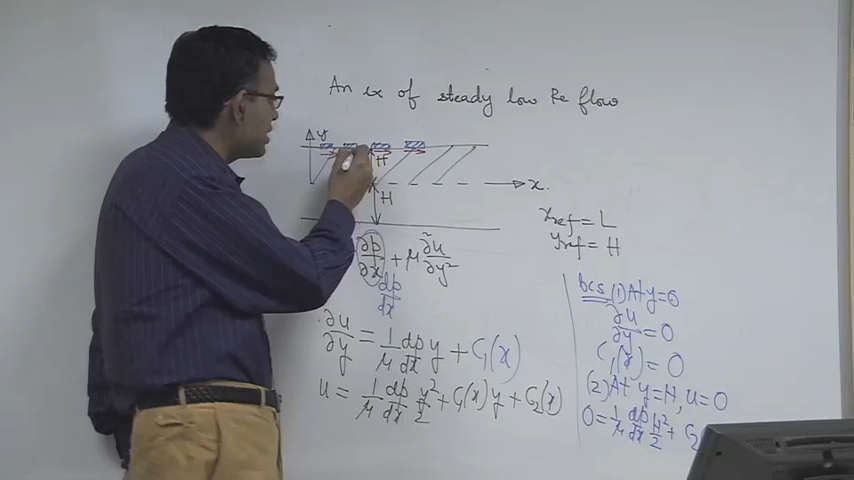 An ex of steady low Re flow
y
H
x
H
x_ref = L
y_ref = H
∂p/∂x + μ ∂²u/∂y²
dp/dx
∂u/∂y = 1/μ dp/dx y + C₁(x)
u = 1/μ dp/dx y²/2 + C₁(x) y + C₂(x)
bcs (1) At y=0
∂u/∂y = 0
C₁(x) = 0
(2) At y=H, u=0
0 = 1/μ dp/dx H²/2 + C₂